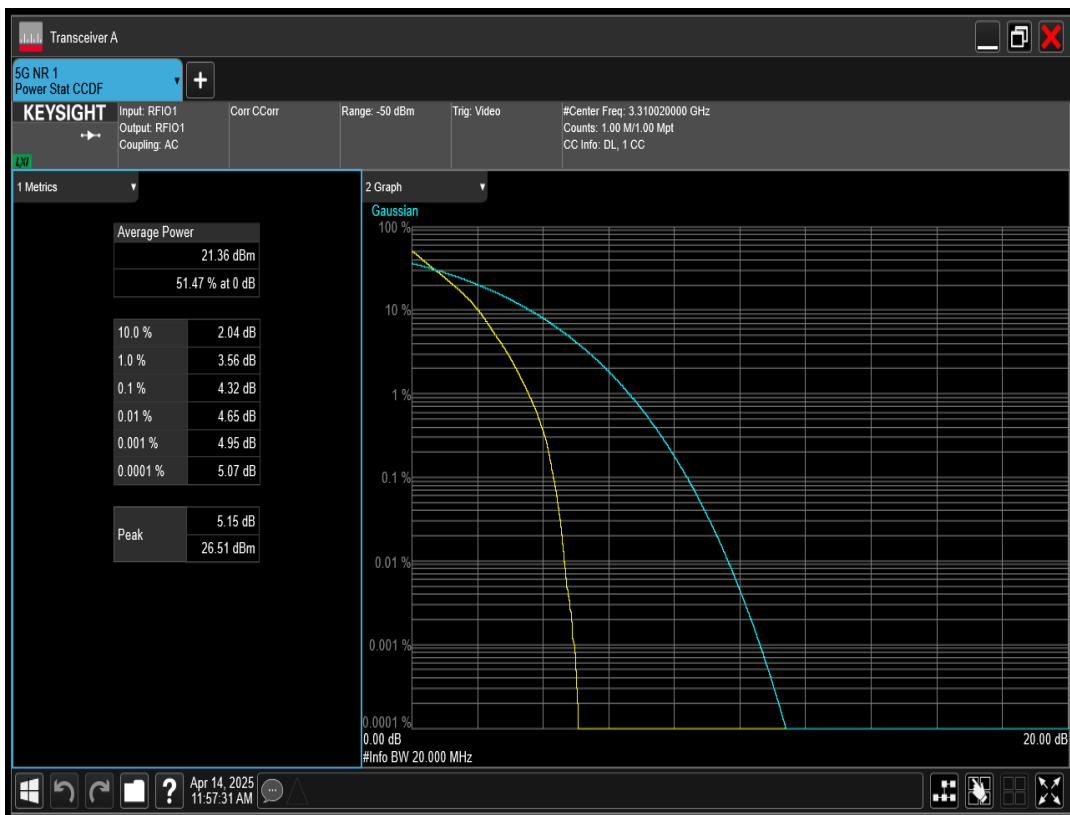 Transceiver A
5G NR 1
Power Stat CCDF
+
KEYSIGHT
LXI
Input: RFIO1
Output: RFIO1
Coupling: AC
Corr CCorr
Range: -50 dBm
Trig: Video
#Center Freq: 3.310020000 GHz
Counts: 1.00 M/1.00 Mpt
CC Info: DL, 1 CC
1 Metrics
Average Power
21.36 dBm
51.47 % at 0 dB
10.0 % 2.04 dB
1.0 % 3.56 dB
0.1 % 4.32 dB
0.01 % 4.65 dB
0.001 % 4.95 dB
0.0001 % 5.07 dB
Peak
5.15 dB
26.51 dBm
2 Graph
Gaussian
100 %
10 %
1 %
0.1 %
0.01 %
0.001 %
0.0001 %
0.00 dB 20.00 dB
#Info BW 20.000 MHz
?
Apr 14, 2025
11:57:31 AM